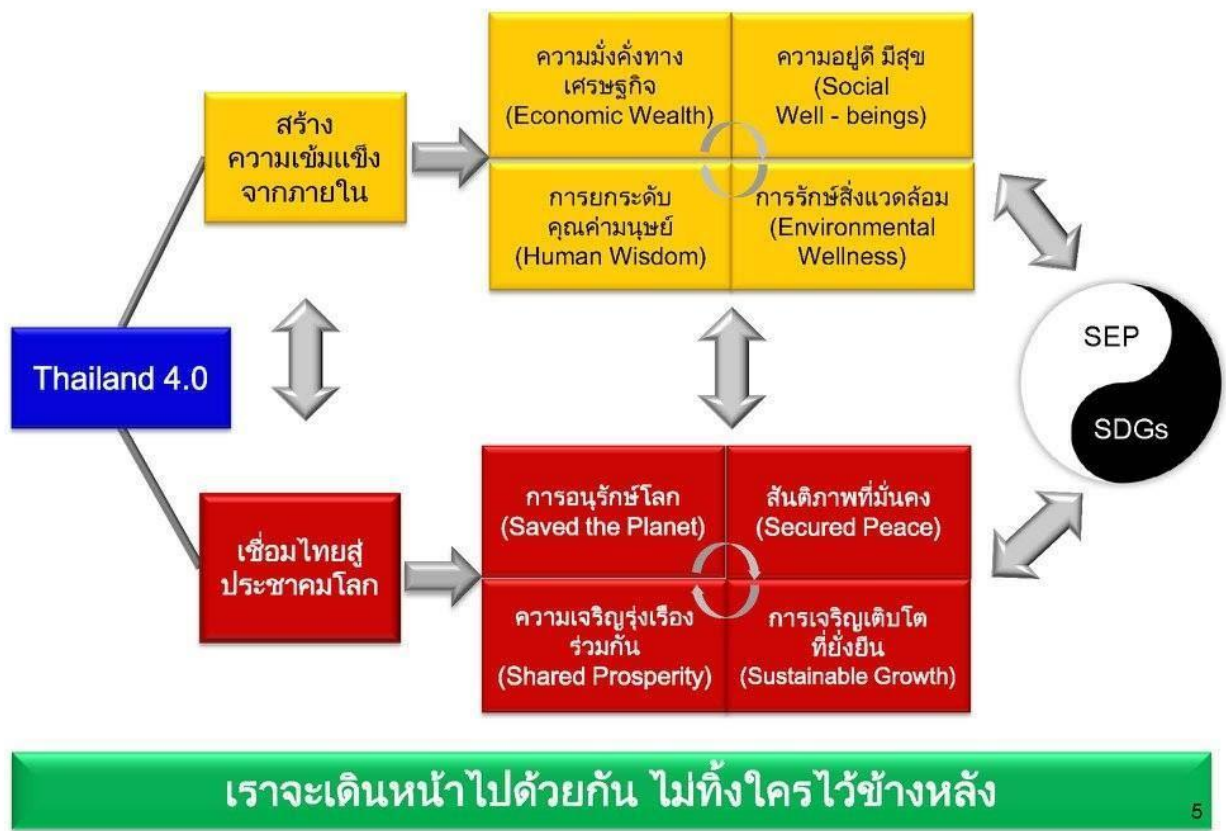 ความมั่งคั่งทาง
เศรษฐกิจ
(Economic Wealth)
ความอยู่ดี มีสุข
(Social
Well - beings)
สร้าง
ความเข้มแข็ง
จากภายใน
การยกระดับ
คุณค่ามนุษย์
(Human Wisdom)
การรักษ์สิ่งแวดล้อม
(Environmental
Wellness)
Thailand 4.0
SEP
SDGs
การอนุรักษ์โลก
(Saved the Planet)
สันติภาพที่มั่นคง
(Secured Peace)
เชื่อมไทยสู่
ประชาคมโลก
ความเจริญรุ่งเรือง
ร่วมกัน
(Shared Prosperity)
การเจริญเติบโต
ที่ยั่งยืน
(Sustainable Growth)
เราจะเดินหน้าไปด้วยกัน ไม่ทิ้งใครไว้ข้างหลัง
5